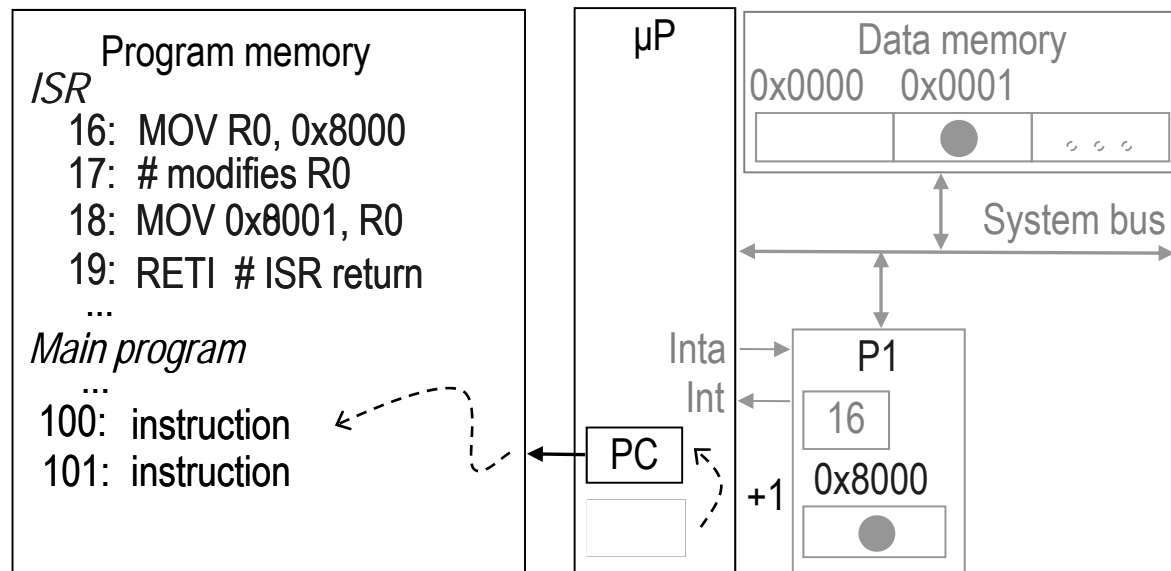 Program memory
ISR
16: MOV R0, 0x8000
17: # modifies R0
18: MOV 0x8001, R0
19: RETI # ISR return
...
Main program
...
100: instruction
101: instruction
µP
Inta
Int
PC
+1
Data memory
0x0000 0x0001
System bus
P1
16
0x8000